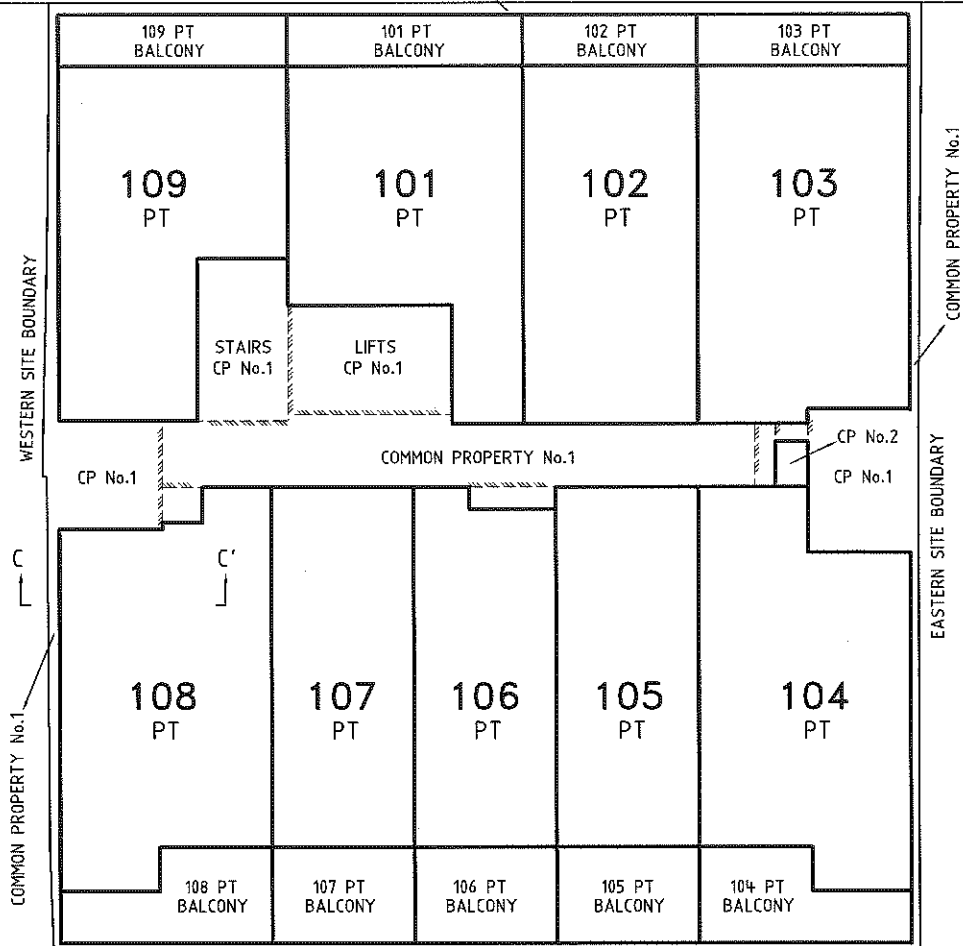 109 PT
BALCONY
101 PT
BALCONY
102 PT
BALCONY
103 PT
BALCONY
109
PT
101
PT
102
PT
103
PT
COMMON PROPERTY No.1
WESTERN SITE BOUNDARY
STAIRS
CP No.1
LIFTS
CP No.1
COMMON PROPERTY No.1
CP No.2
CP No.1
CP No.1
EASTERN SITE BOUNDARY
C
C'
108
PT
107
PT
106
PT
105
PT
104
PT
COMMON PROPERTY No.1
108 PT
BALCONY
107 PT
BALCONY
106 PT
BALCONY
105 PT
BALCONY
104 PT
BALCONY